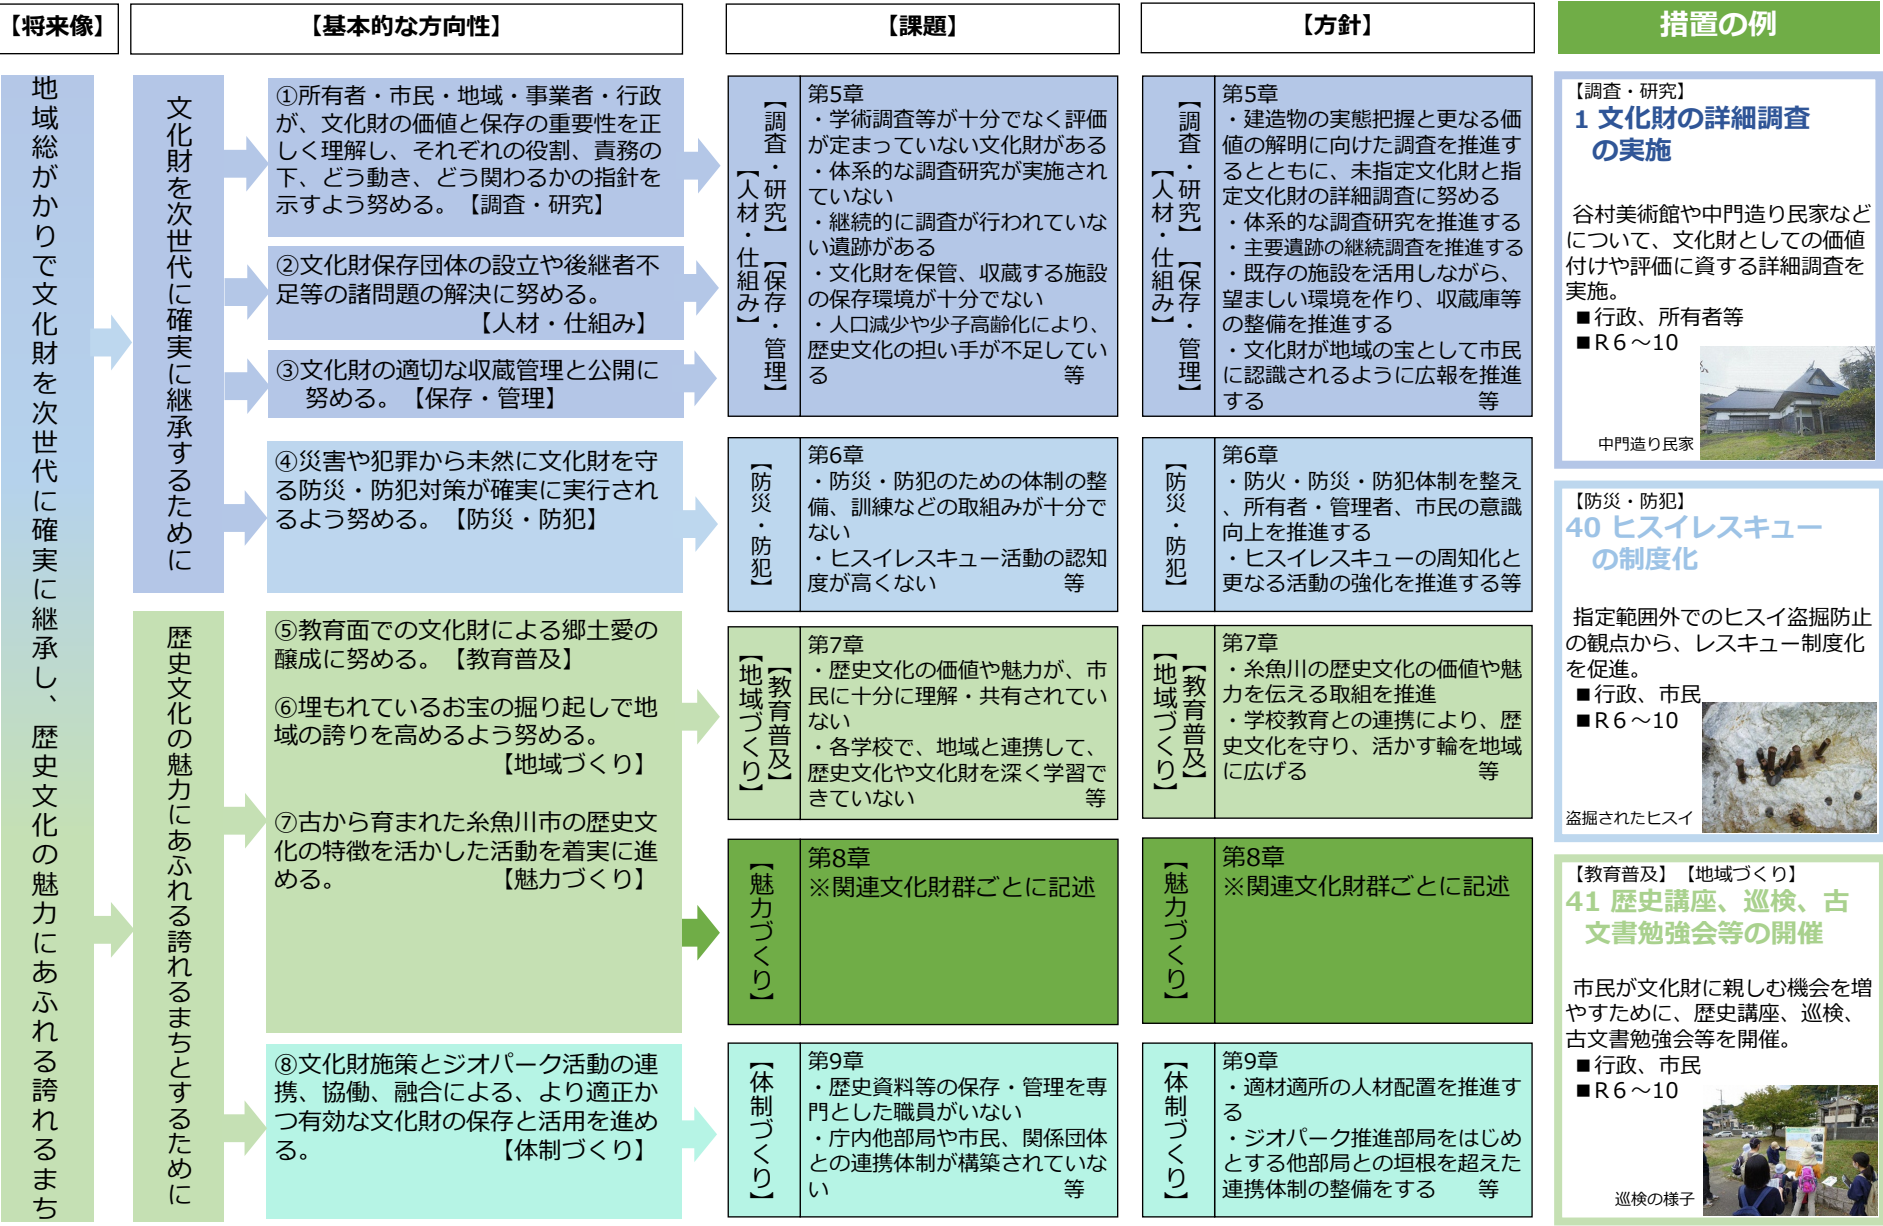 【将来像】
【基本的な方向性】
【課題】
【方針】
措置の例
地域総がかりで文化財を次世代に確実に継承し、歴史文化の魅力にあふれる誇れるまち
文化財を次世代に確実に継承するために
①所有者・市民・地域・事業者・行政
が、文化財の価値と保存の重要性を正
しく理解し、それぞれの役割、責務の
下、どう動き、どう関わるかの指針を
示すよう努める。【調査・研究】
②文化財保存団体の設立や後継者不
足等の諸問題の解決に努める。
【人材・仕組み】
③文化財の適切な収蔵管理と公開に
努める。【保存・管理】
④災害や犯罪から未然に文化財を守
る防災・防犯対策が確実に実行され
るよう努める。【防災・防犯】
歴史文化の魅力にあふれる誇れるまちとするために
⑤教育面での文化財による郷土愛の
醸成に努める。【教育普及】
⑥埋もれているお宝の掘り起しで地
域の誇りを高めるよう努める。
【地域づくり】
⑦古から育まれた糸魚川市の歴史文
化の特徴を活かした活動を着実に進
める。【魅力づくり】
⑧文化財施策とジオパーク活動の連
携、協働、融合による、より適正か
つ有効な文化財の保存と活用を進め
る。【体制づくり】
【調査・研究】【保存・管理】
【人材・仕組み】
第5章
・学術調査等が十分でなく評価
が定まっていない文化財がある
・体系的な調査研究が実施され
ていない
・継続的に調査が行われていな
い遺跡がある
・文化財を保管、収蔵する施設
の保存環境が十分でない
・人口減少や少子高齢化により、
歴史文化の担い手が不足してい
る 等
【防災・防犯】
第6章
・防災・防犯のための体制の整
備、訓練などの取組みが十分で
ない
・ヒスイレスキュー活動の認知
度が高くない 等
【教育普及】
【地域づくり】
第7章
・歴史文化の価値や魅力が、市
民に十分に理解・共有されてい
ない
・各学校で、地域と連携して、
歴史文化や文化財を深く学習で
きていない 等
【魅力づくり】
第8章
※関連文化財群ごとに記述
【体制づくり】
第9章
・歴史資料等の保存・管理を専
門とした職員がいない
・庁内他部局や市民、関係団体
との連携体制が構築されていな
い 等
【調査・研究】【保存・管理】
【人材・仕組み】
第5章
・建造物の実態把握と更なる価
値の解明に向けた調査を推進す
るとともに、未指定文化財と指
定文化財の詳細調査に努める
・体系的な調査研究を推進する
・主要遺跡の継続調査を推進する
・既存の施設を活用しながら、
望ましい環境を作り、収蔵庫等
の整備を推進する
・文化財が地域の宝として市民
に認識されるように広報を推進
する 等
【防災・防犯】
第6章
・防火・防災・防犯体制を整え
、所有者・管理者、市民の意識
向上を推進する
・ヒスイレスキューの周知化と
更なる活動の強化を推進する等
【教育普及】
【地域づくり】
第7章
・糸魚川の歴史文化の価値や魅
力を伝える取組を推進
・学校教育との連携により、歴
史文化を守り、活かす輪を地域
に広げる 等
【魅力づくり】
第8章
※関連文化財群ごとに記述
【体制づくり】
第9章
・適材適所の人材配置を推進す
る
・ジオパーク推進部局をはじめ
とする他部局との垣根を超えた
連携体制の整備をする 等
【調査・研究】
1 文化財の詳細調査
の実施
谷村美術館や中門造り民家など
について、文化財としての価値
付けや評価に資する詳細調査を
実施。
■行政、所有者等
■R６～10
中門造り民家
【防災・防犯】
40 ヒスイレスキュー
の制度化
指定範囲外でのヒスイ盗掘防止
の観点から、レスキュー制度化
を促進。
■行政、市民
■R６～10
盗掘されたヒスイ
【教育普及】【地域づくり】
41 歴史講座、巡検、古
文書勉強会等の開催
市民が文化財に親しむ機会を増
やすために、歴史講座、巡検、
古文書勉強会等を開催。
■行政、市民
■R６～10
巡検の様子